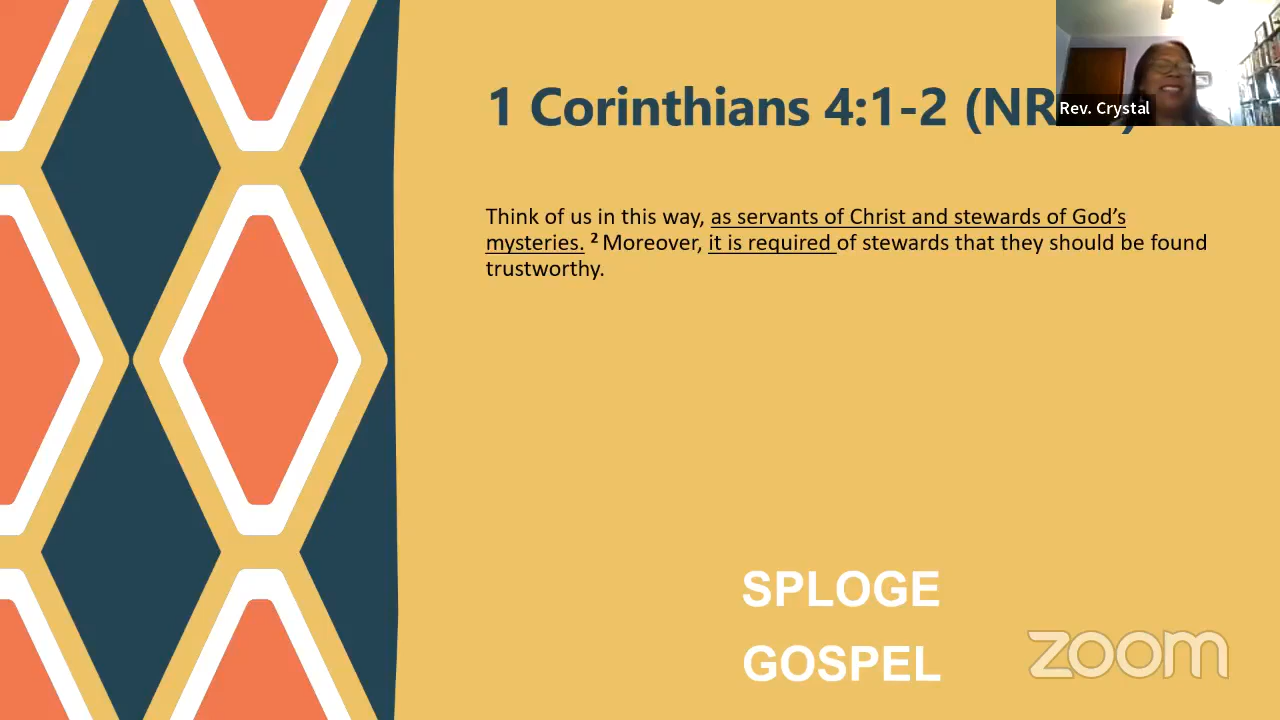 1 Corinthians 4:1-2 (NR
Rev. Crystal
Think of us in this way, as servants of Christ and stewards of God’s
mysteries. ² Moreover, it is required of stewards that they should be found
trustworthy.
SPLOGE
GOSPEL
zoom